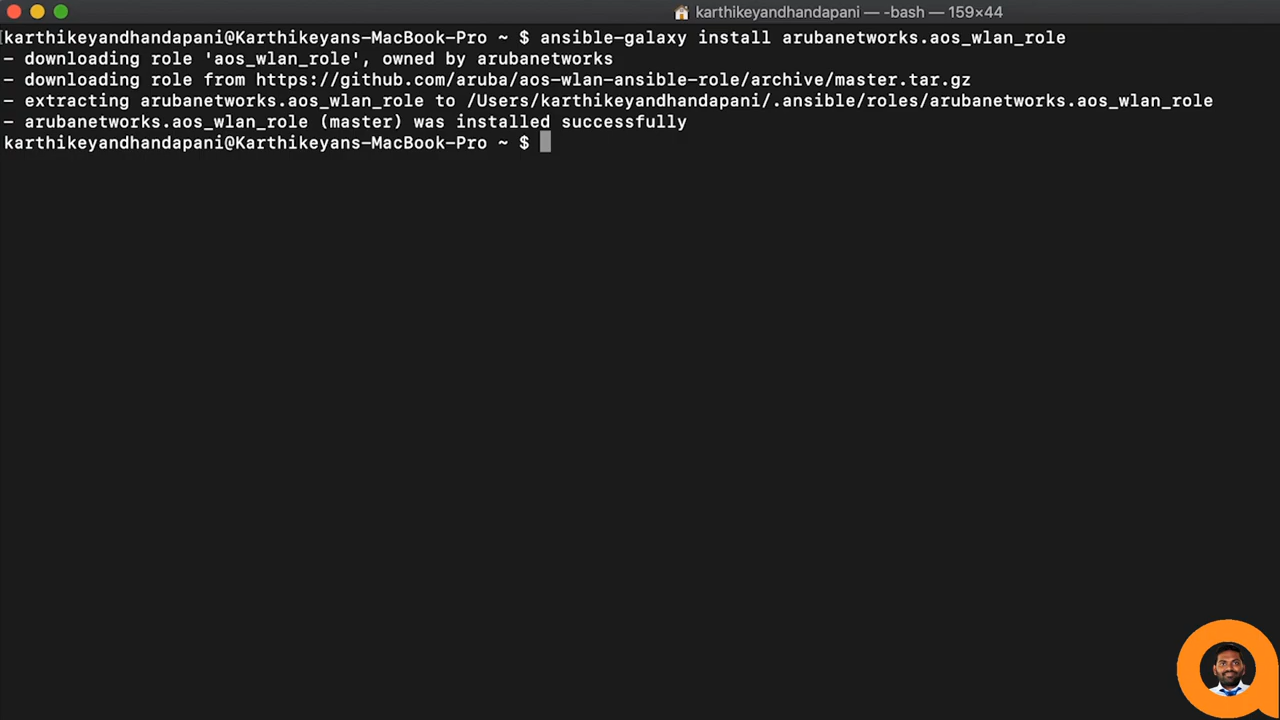 karthikeyandhandapani — -bash — 159×44
[karthikeyandhandapani@Karthikeyans-MacBook-Pro ~ $ ansible-galaxy install arubanetworks.aos_wlan_role
- downloading role 'aos_wlan_role', owned by arubanetworks
- downloading role from https://github.com/aruba/aos-wlan-ansible-role/archive/master.tar.gz
- extracting arubanetworks.aos_wlan_role to /Users/karthikeyandhandapani/.ansible/roles/arubanetworks.aos_wlan_role
- arubanetworks.aos_wlan_role (master) was installed successfully
karthikeyandhandapani@Karthikeyans-MacBook-Pro ~ $